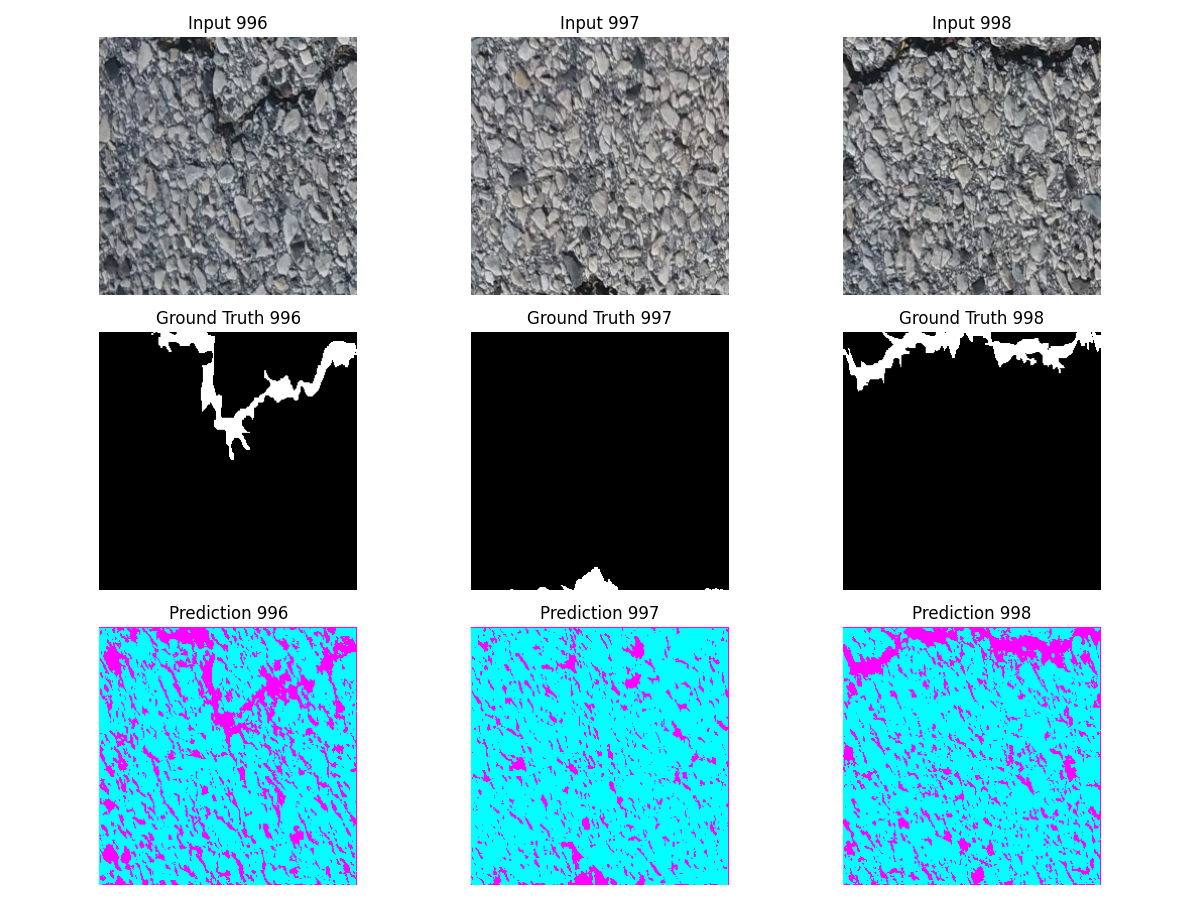 Input 996
Input 997
Input 998
Ground Truth 996
Ground Truth 997
Ground Truth 998
Prediction 996
Prediction 997
Prediction 998